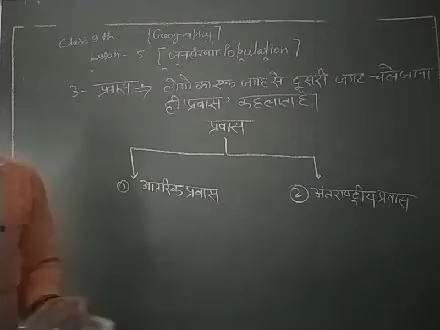 Class 9th [Geography]
Lesson - 5 [जनसंख्या Population]
3- प्रवास ⇒ लोगो का एक जगह से दूसरी जगह चले जाना
ही 'प्रवास' कहलाता है।
प्रवास
① आंतरिक प्रवास
② अंतराष्ट्रीय प्रवास